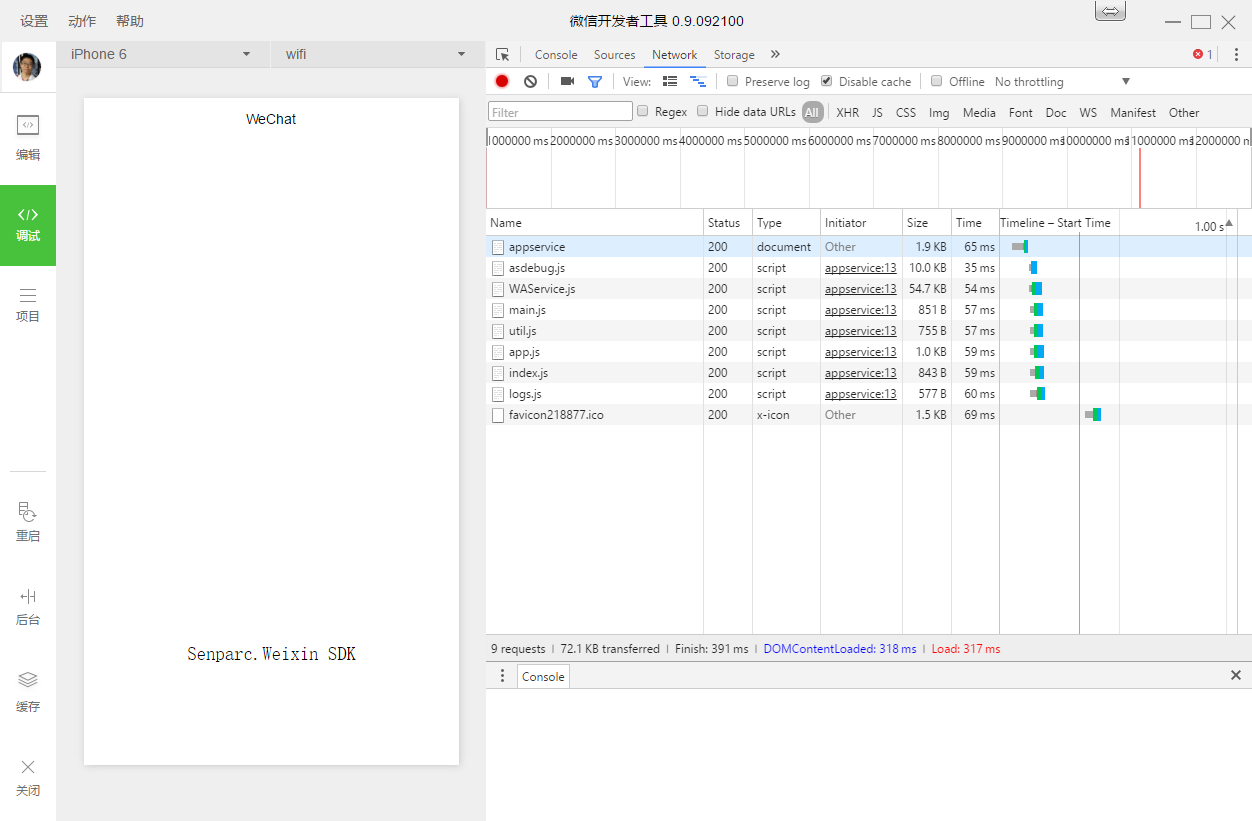 设置 动作 帮助 微信开发者工具 0.9.092100
iPhone 6 wifi
Console Sources Network Storage » 1
View: Preserve log Disable cache Offline No throttling
Filter Regex Hide data URLs All XHR JS CSS Img Media Font Doc WS Manifest Other
1000000 ms 2000000 ms 3000000 ms 4000000 ms 5000000 ms 6000000 ms 7000000 ms 8000000 ms 9000000 ms
Name Status Type Initiator Size Time Timeline – Start Time 1.00 s
appservice 200 document Other 1.9 KB 65 ms
asdebug.js 200 script appservice:13 10.0 KB 35 ms
WAService.js 200 script appservice:13 54.7 KB 54 ms
main.js 200 script appservice:13 851 B 57 ms
util.js 200 script appservice:13 755 B 57 ms
app.js 200 script appservice:13 1.0 KB 59 ms
index.js 200 script appservice:13 843 B 59 ms
logs.js 200 script appservice:13 577 B 60 ms
favicon218877.ico 200 x-icon Other 1.5 KB 69 ms
9 requests | 72.1 KB transferred | Finish: 391 ms | DOMContentLoaded: 318 ms | Load: 317 ms
Console
编辑
调试
项目
重启
后台
缓存
关闭
WeChat
Senparc.Weixin SDK